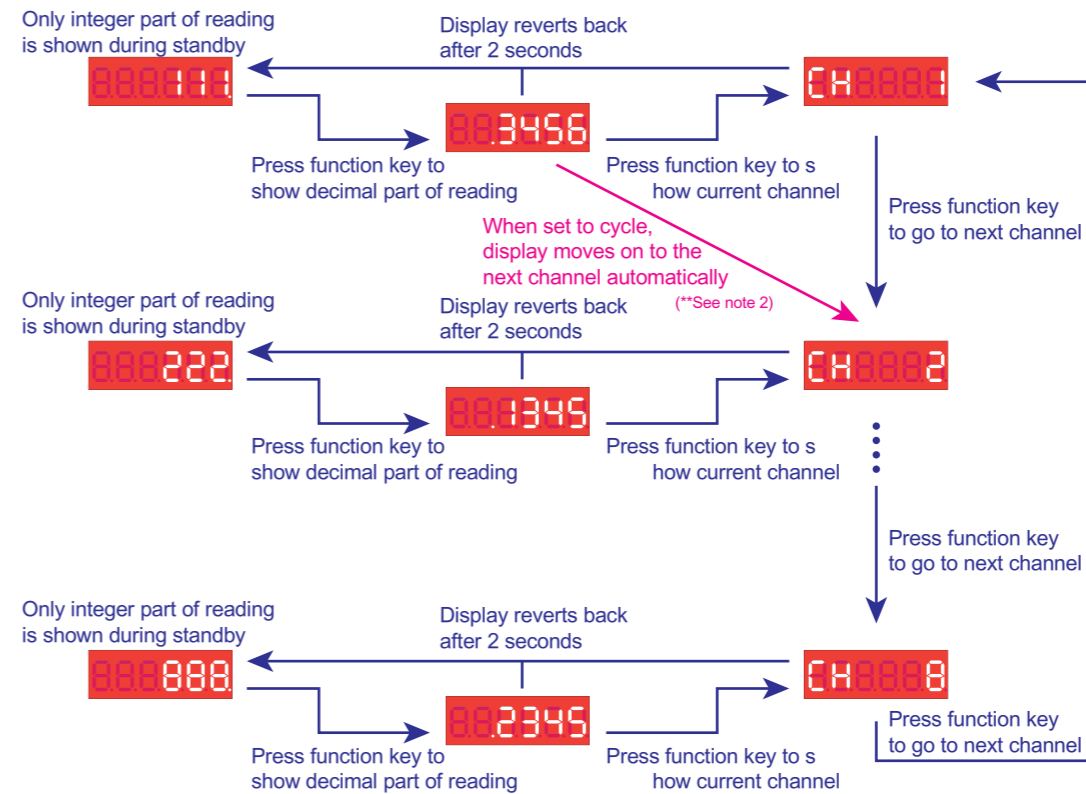 Only integer part of reading
is shown during standby
Display reverts back
after 2 seconds
111.
CH 1
.3456
Press function key to
show decimal part of reading
Press function key to s
how current channel
Press function key
to go to next channel
When set to cycle,
display moves on to the
next channel automatically
(**See note 2)
Only integer part of reading
is shown during standby
Display reverts back
after 2 seconds
222.
CH 2
.1345
Press function key to
show decimal part of reading
Press function key to s
how current channel
Press function key
to go to next channel
Only integer part of reading
is shown during standby
Display reverts back
after 2 seconds
888.
CH 8
.2345
Press function key to
show decimal part of reading
Press function key to s
how current channel
Press function key
to go to next channel